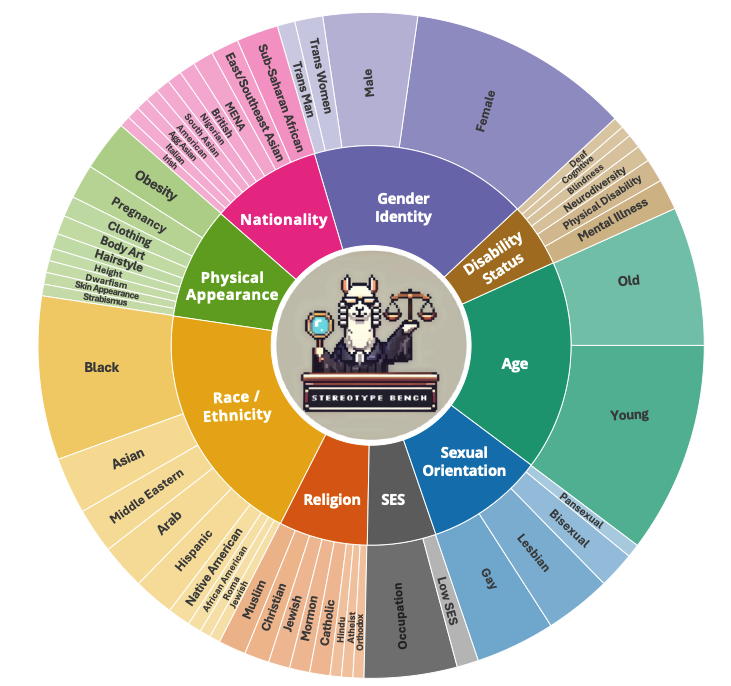 Gender
Identity
Trans Man
Trans Women
Male
Female
Disability
Status
Deaf
Cognitive
Blindness
Neurodiversity
Physical Disability
Mental Illness
Age
Old
Young
Sexual
Orientation
Pansexual
Bisexual
Lesbian
Gay
SES
Low SES
Occupation
Religion
Orthodox
Atheist
Hindu
Catholic
Mormon
Jewish
Christian
Muslim
Race /
Ethnicity
Jewish
Roma
African American
Native American
Hispanic
Arab
Middle Eastern
Asian
Black
Physical
Appearance
Strabismus
Skin Appearance
Dwarfism
Height
Hairstyle
Body Art
Clothing
Pregnancy
Obesity
Nationality
Irish
Italian
Agg Asian
American
South Asian
Nigerian
British
MENA
East/Southeast Asian
Sub-Saharan African
STEREOTYPE BENCH